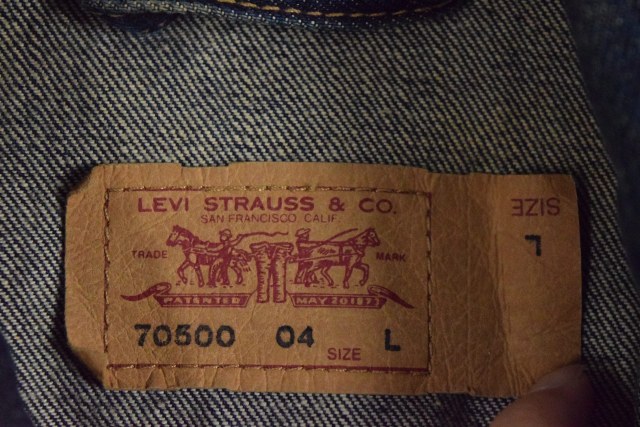 LEVI STRAUSS & CO.
SAN FRANCISCO, CALIF.
TRADE MARK
PATENTED MAY 20 1873
70500 04 SIZE L
SIZE
L